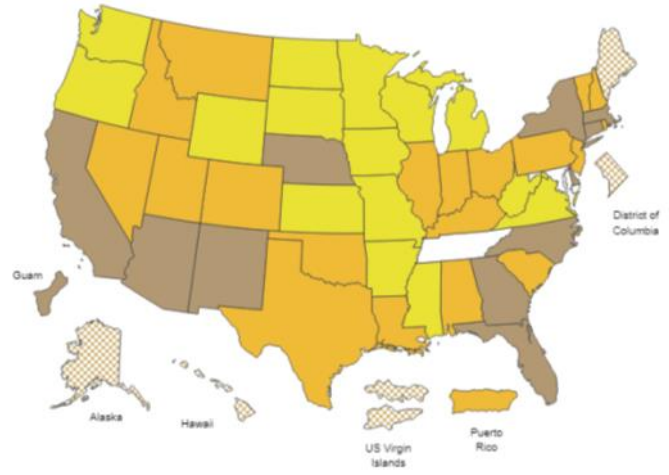 District of
Columbia
Guam
Alaska
Hawaii
US Virgin
Islands
Puerto
Rico